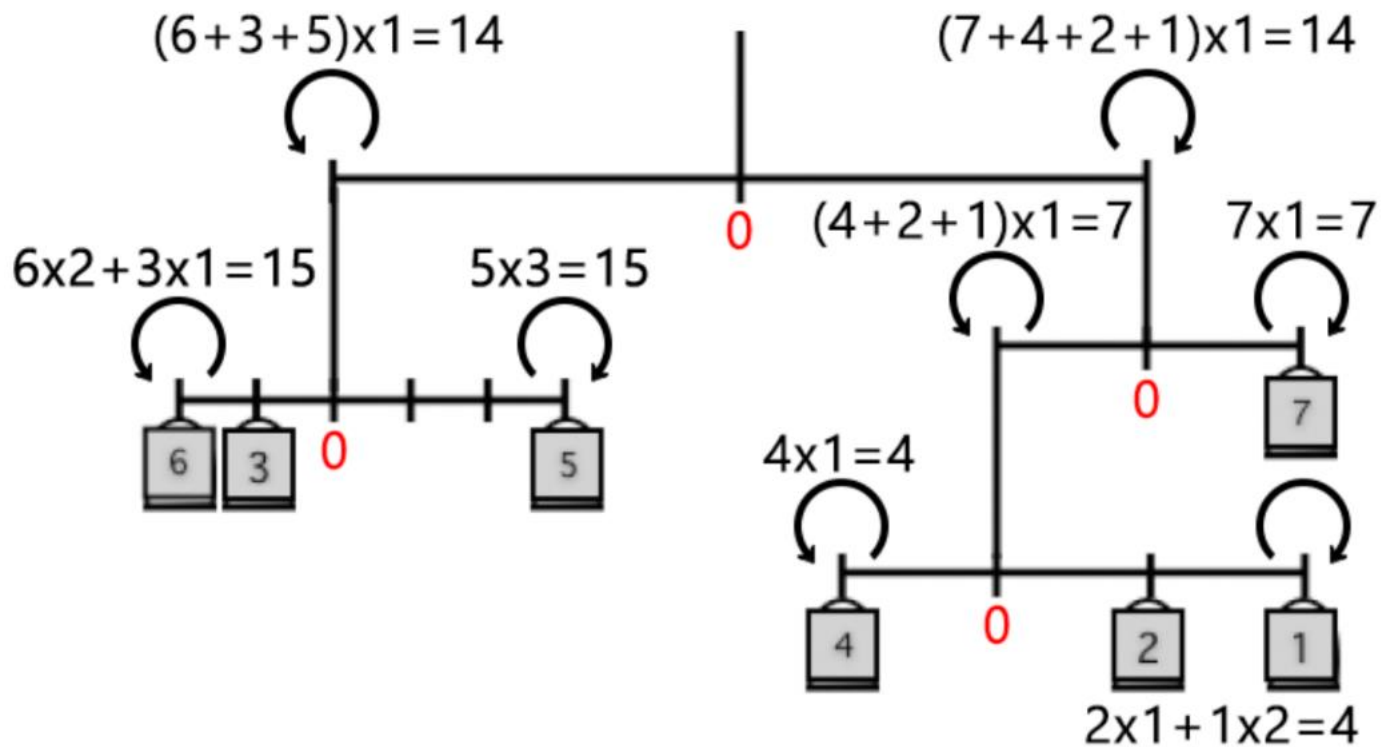 (6+3+5)x1=14
(7+4+2+1)x1=14
0
(4+2+1)x1=7
7x1=7
6x2+3x1=15
5x3=15
0
7
6
3
0
5
4x1=4
0
4
2
1
2x1+1x2=4